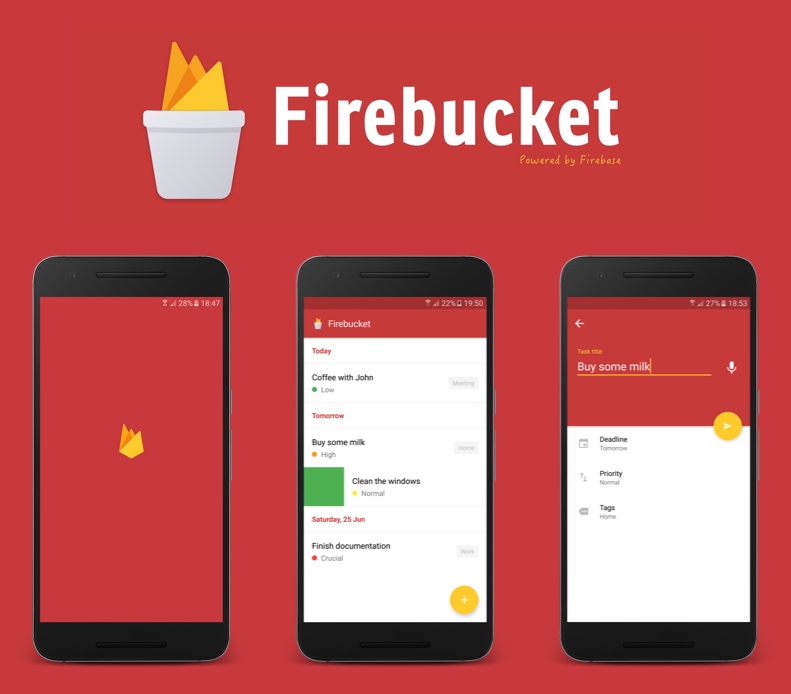 Firebucket
Powered by Firebase
28% 18:47
22% 19:50
Firebucket
Today
Coffee with John
Low
Meeting
Tomorrow
Buy some milk
High
Home
Clean the windows
Normal
Saturday, 25 Jun
Finish documentation
Crucial
Work
+
27% 18:53
Task title
Buy some milk
Deadline
Tomorrow
Priority
Normal
Tags
Home